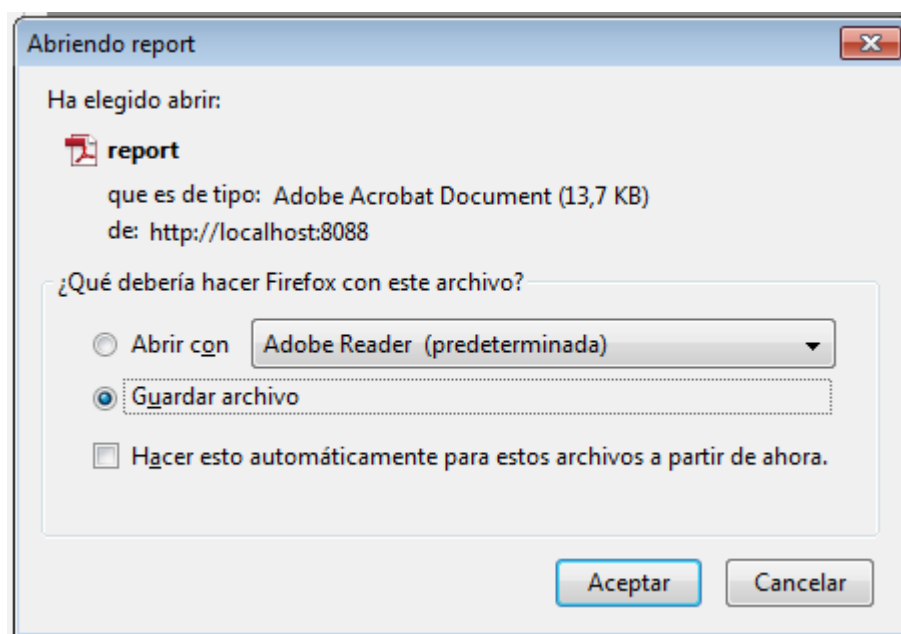 Abriendo report
Ha elegido abrir:
report
que es de tipo: Adobe Acrobat Document (13,7 KB)
de: http://localhost:8088
¿Qué debería hacer Firefox con este archivo?
Abrir con Adobe Reader (predeterminada)
Guardar archivo
Hacer esto automáticamente para estos archivos a partir de ahora.
Aceptar Cancelar